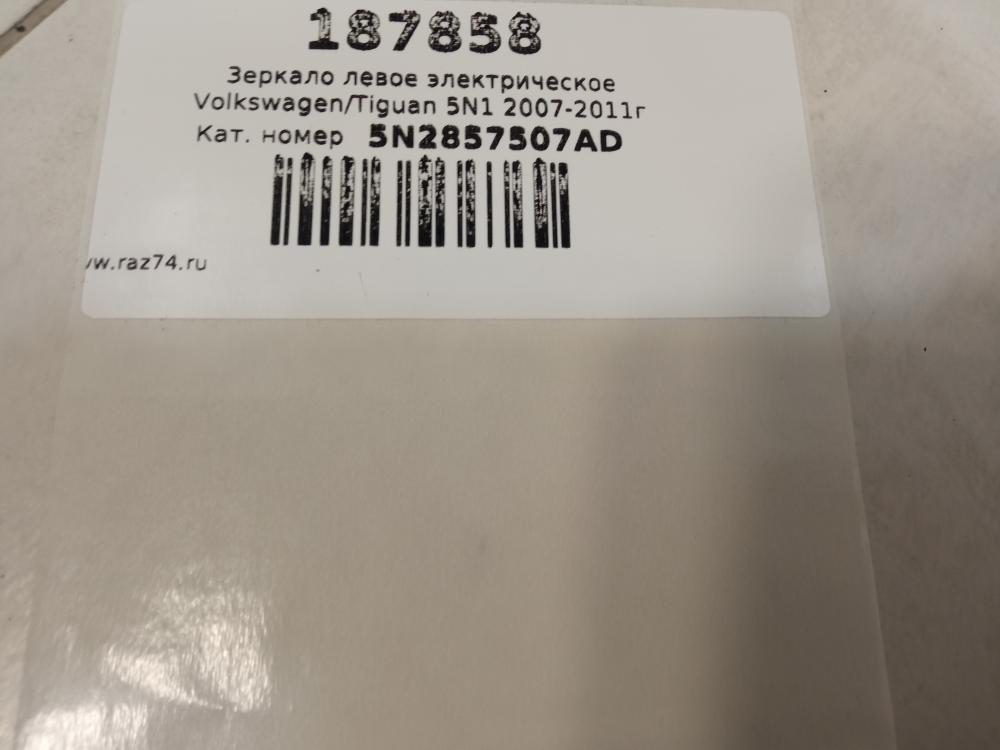 187858
Зеркало левое электрическое
Volkswagen/Tiguan 5N1 2007-2011г
Кат. номер 5N2857507AD
w.raz74.ru